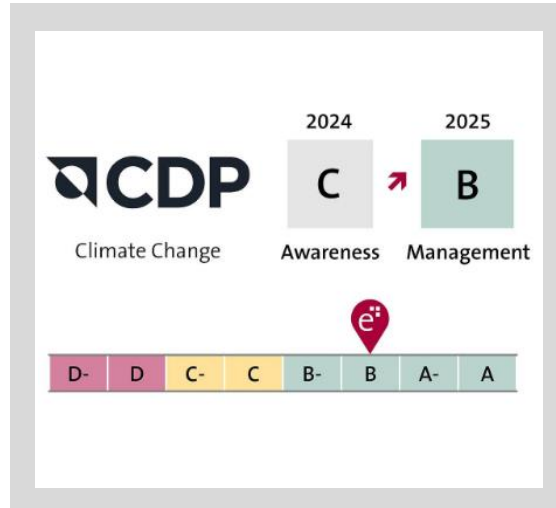 2024 2025
CDP C B
Climate Change Awareness Management
e
D- D C- C B- B A- A